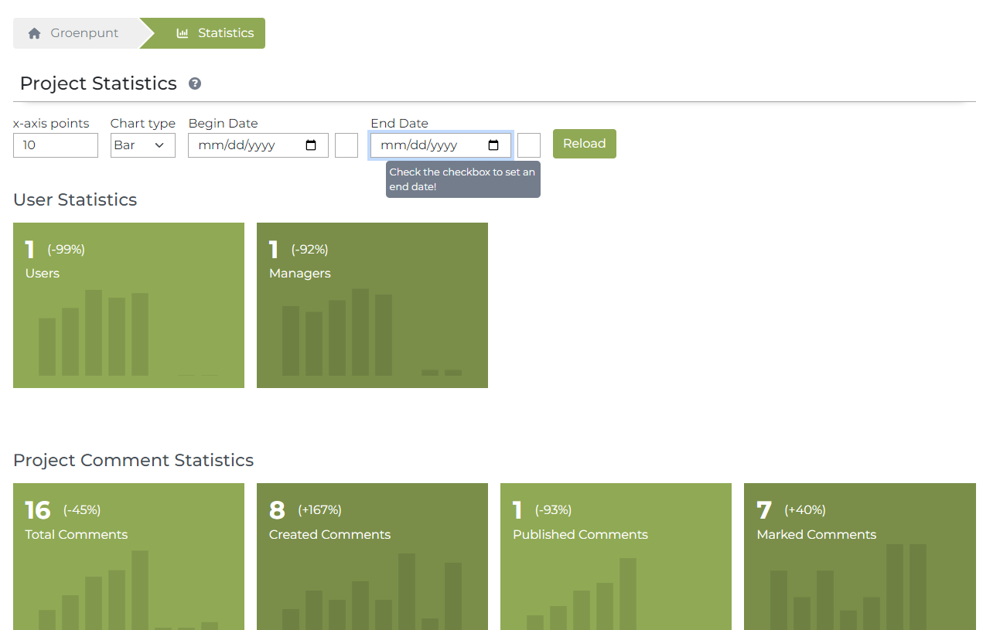 Groenpunt Statistics
Project Statistics ?
x-axis points Chart type Begin Date End Date
10 Bar mm/dd/yyyy mm/dd/yyyy Reload
Check the checkbox to set an
end date!
User Statistics
1 (-99%) 1 (-92%)
Users Managers
Project Comment Statistics
16 (-45%) 8 (+167%) 1 (-93%) 7 (+40%)
Total Comments Created Comments Published Comments Marked Comments